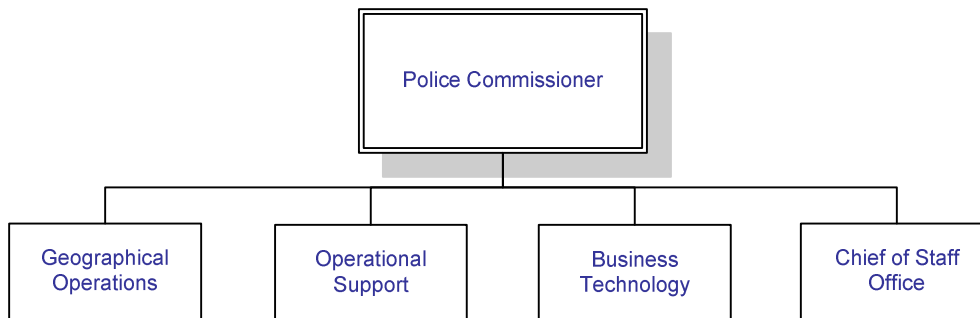 Police Commissioner
Geographical
Operations
Operational
Support
Business
Technology
Chief of Staff
Office